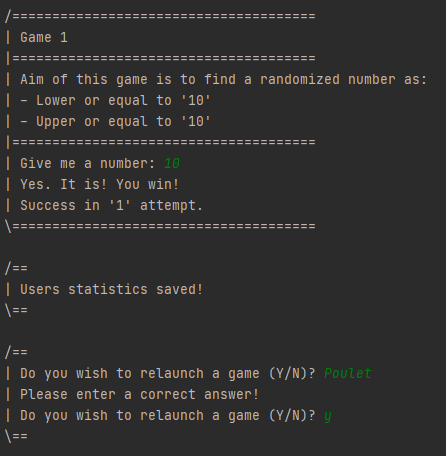 /======================================
| Game 1
|======================================
| Aim of this game is to find a randomized number as:
| - Lower or equal to '10'
| - Upper or equal to '10'
|======================================
| Give me a number: 10
| Yes. It is! You win!
| Success in '1' attempt.
\======================================
/==
| Users statistics saved!
\==
/==
| Do you wish to relaunch a game (Y/N)? Poulet
| Please enter a correct answer!
| Do you wish to relaunch a game (Y/N)? y
\==